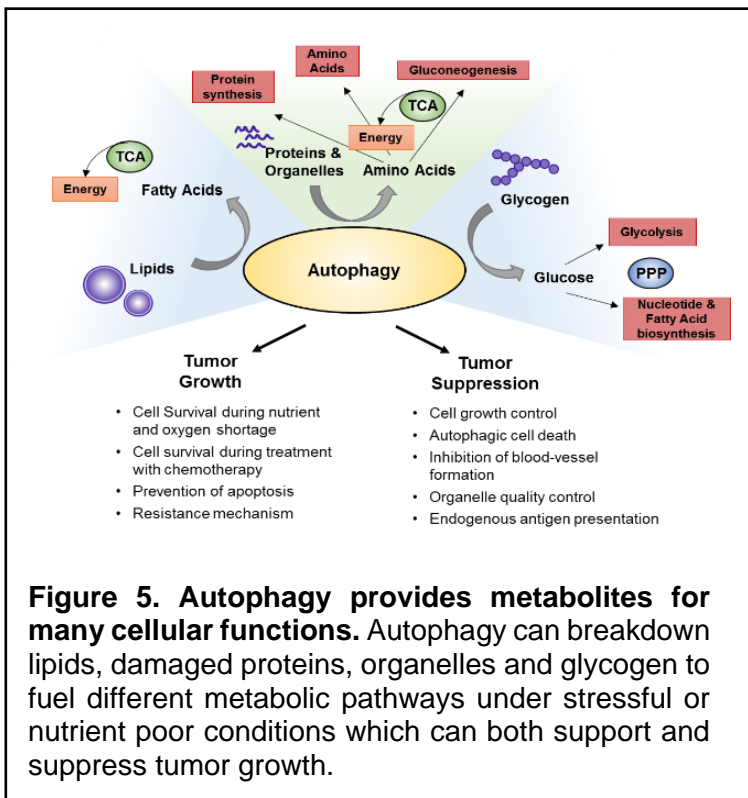 Amino
Acids
Protein
synthesis
Gluconeogenesis
TCA
Energy
Proteins &
Organelles
Amino Acids
TCA
Energy
Fatty Acids
Lipids
Glycogen
Glucose
Glycolysis
PPP
Nucleotide &
Fatty Acid
biosynthesis
Autophagy
Tumor
Growth
• Cell Survival during nutrient
and oxygen shortage
• Cell survival during treatment
with chemotherapy
• Prevention of apoptosis
• Resistance mechanism
Tumor
Suppression
• Cell growth control
• Autophagic cell death
• Inhibition of blood-vessel
formation
• Organelle quality control
• Endogenous antigen presentation
Figure 5. Autophagy provides metabolites for
many cellular functions. Autophagy can breakdown
lipids, damaged proteins, organelles and glycogen to
fuel different metabolic pathways under stressful or
nutrient poor conditions which can both support and
suppress tumor growth.